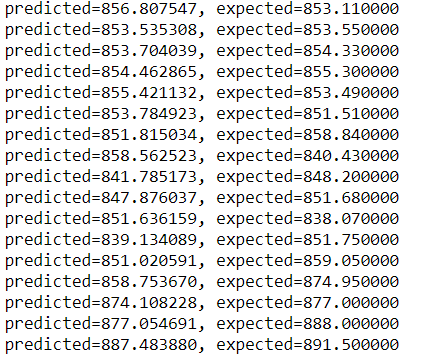 predicted=856.807547, expected=853.110000
predicted=853.535308, expected=853.550000
predicted=853.704039, expected=854.330000
predicted=854.462865, expected=855.300000
predicted=855.421132, expected=853.490000
predicted=853.784923, expected=851.510000
predicted=851.815034, expected=858.840000
predicted=858.562523, expected=840.430000
predicted=841.785173, expected=848.200000
predicted=847.876037, expected=851.680000
predicted=851.636159, expected=838.070000
predicted=839.134089, expected=851.750000
predicted=851.020591, expected=859.050000
predicted=858.753670, expected=874.950000
predicted=874.108228, expected=877.000000
predicted=877.054691, expected=888.000000
predicted=887.483880, expected=891.500000